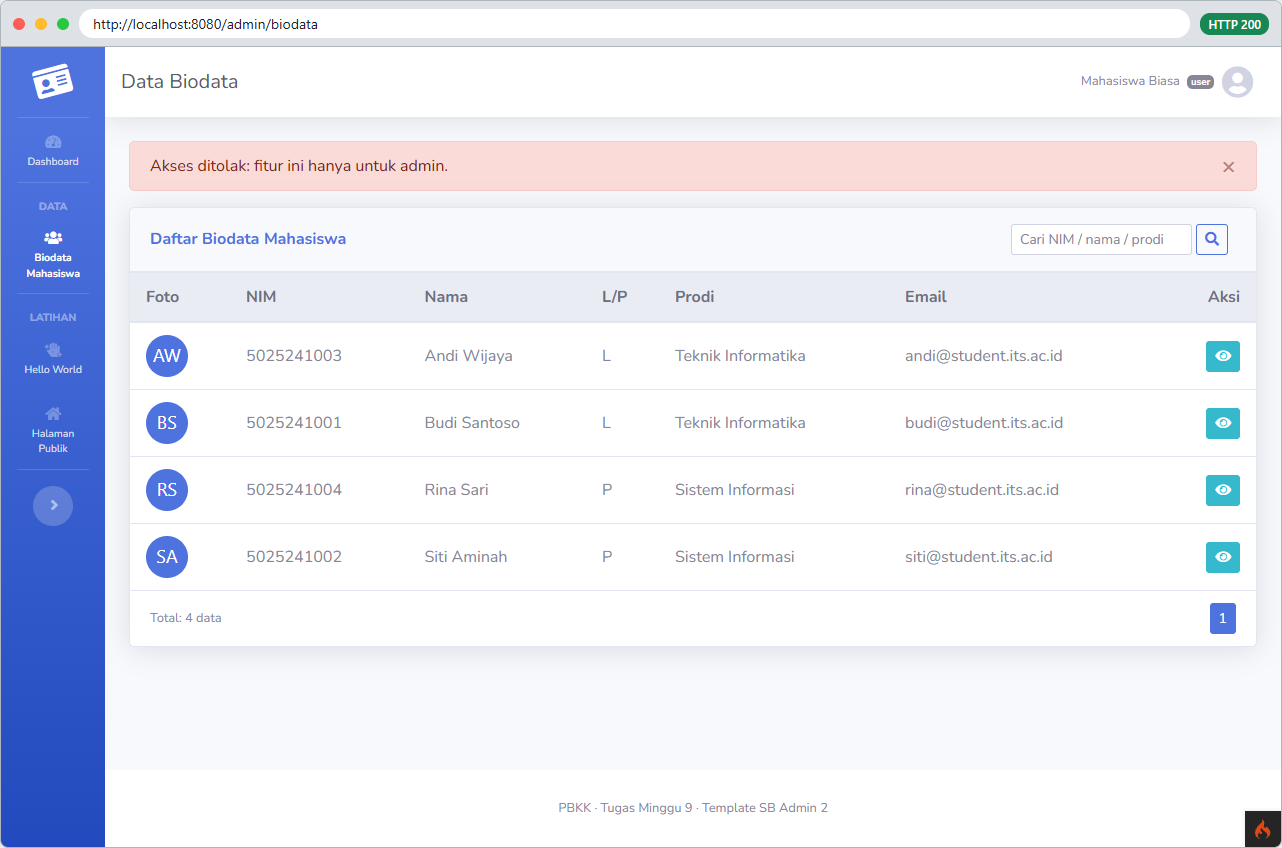 http://localhost:8080/admin/biodata
HTTP 200
Data Biodata
Mahasiswa Biasa user
Dashboard
DATA
Biodata
Mahasiswa
LATIHAN
Hello World
Halaman
Publik
Akses ditolak: fitur ini hanya untuk admin.
×
Daftar Biodata Mahasiswa
Cari NIM / nama / prodi
Foto NIM Nama L/P Prodi Email Aksi
AW 5025241003 Andi Wijaya L Teknik Informatika andi@student.its.ac.id
BS 5025241001 Budi Santoso L Teknik Informatika budi@student.its.ac.id
RS 5025241004 Rina Sari P Sistem Informasi rina@student.its.ac.id
SA 5025241002 Siti Aminah P Sistem Informasi siti@student.its.ac.id
Total: 4 data 1
PBKK · Tugas Minggu 9 · Template SB Admin 2